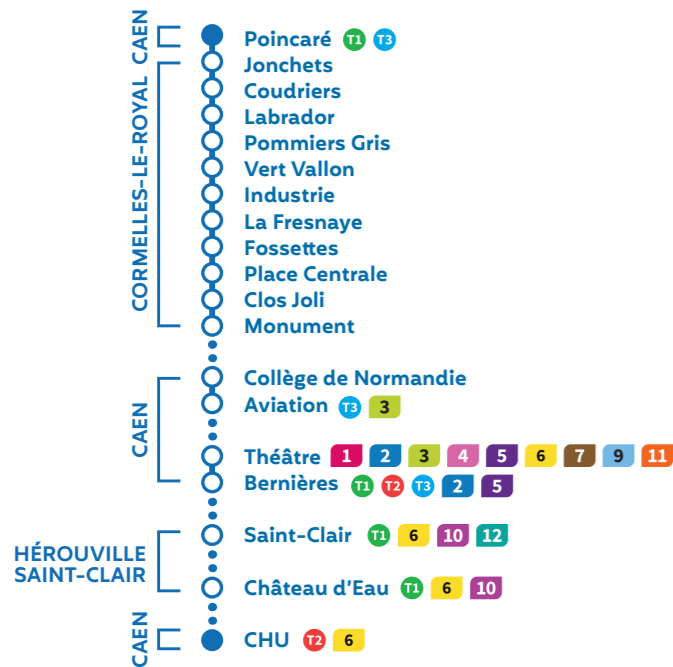 CAEN
Poincaré T1 T3
CORMELLES-LE-ROYAL
Jonchets
Coudriers
Labrador
Pommiers Gris
Vert Vallon
Industrie
La Fresnaye
Fossettes
Place Centrale
Clos Joli
Monument
CAEN
Collège de Normandie
Aviation T3 3
Théâtre 1 2 3 4 5 6 7 9 11
Bernières T1 T2 T3 2 5
HÉROUVILLE
SAINT-CLAIR
Saint-Clair T1 6 10 12
Château d'Eau T1 6 10
CAEN
CHU T2 6